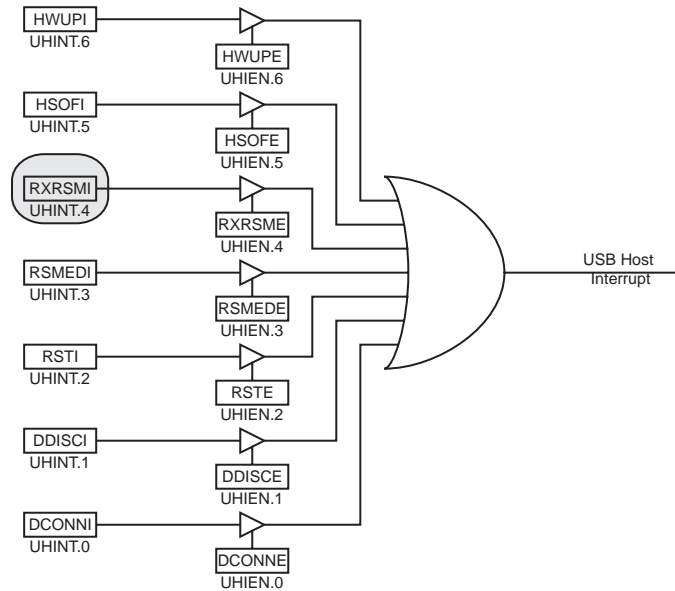 HWUPI
UHINT.6
HWUPE
UHIEN.6
HSOFI
UHINT.5
HSOFE
UHIEN.5
RXRSMI
UHINT.4
RXRSME
UHIEN.4
USB Host
Interrupt
RSMEDI
UHINT.3
RSMEDE
UHIEN.3
RSTI
UHINT.2
RSTE
UHIEN.2
DDISCI
UHINT.1
DDISCE
UHIEN.1
DCONNI
UHINT.0
DCONNE
UHIEN.0